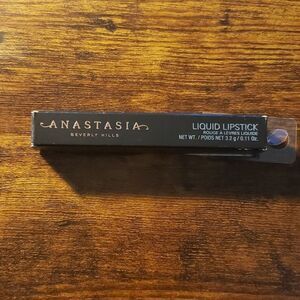 ANASTASIA
BEVERLY HILLS
LIQUID LIPSTICK
ROUGE À LÈVRES LIQUIDE
NET WT. / POIDS NET 3.2 g / 0.11 Oz.